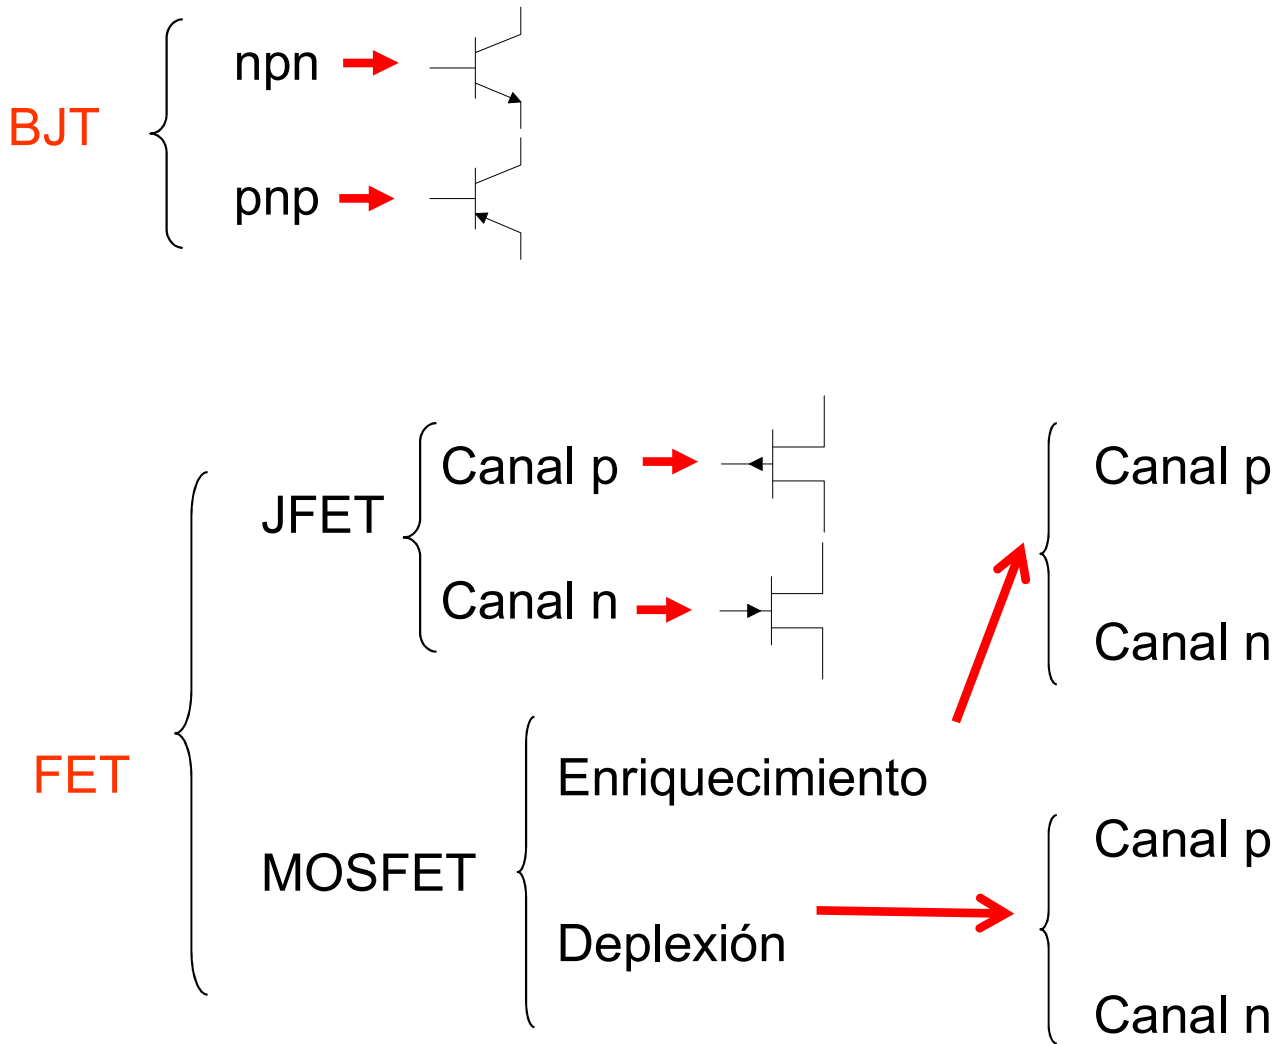 npn
BJT
pnp
Canal p
Canal p
JFET
Canal n
Canal n
FET
Enriquecimiento
Canal p
MOSFET
Deplexión
Canal n